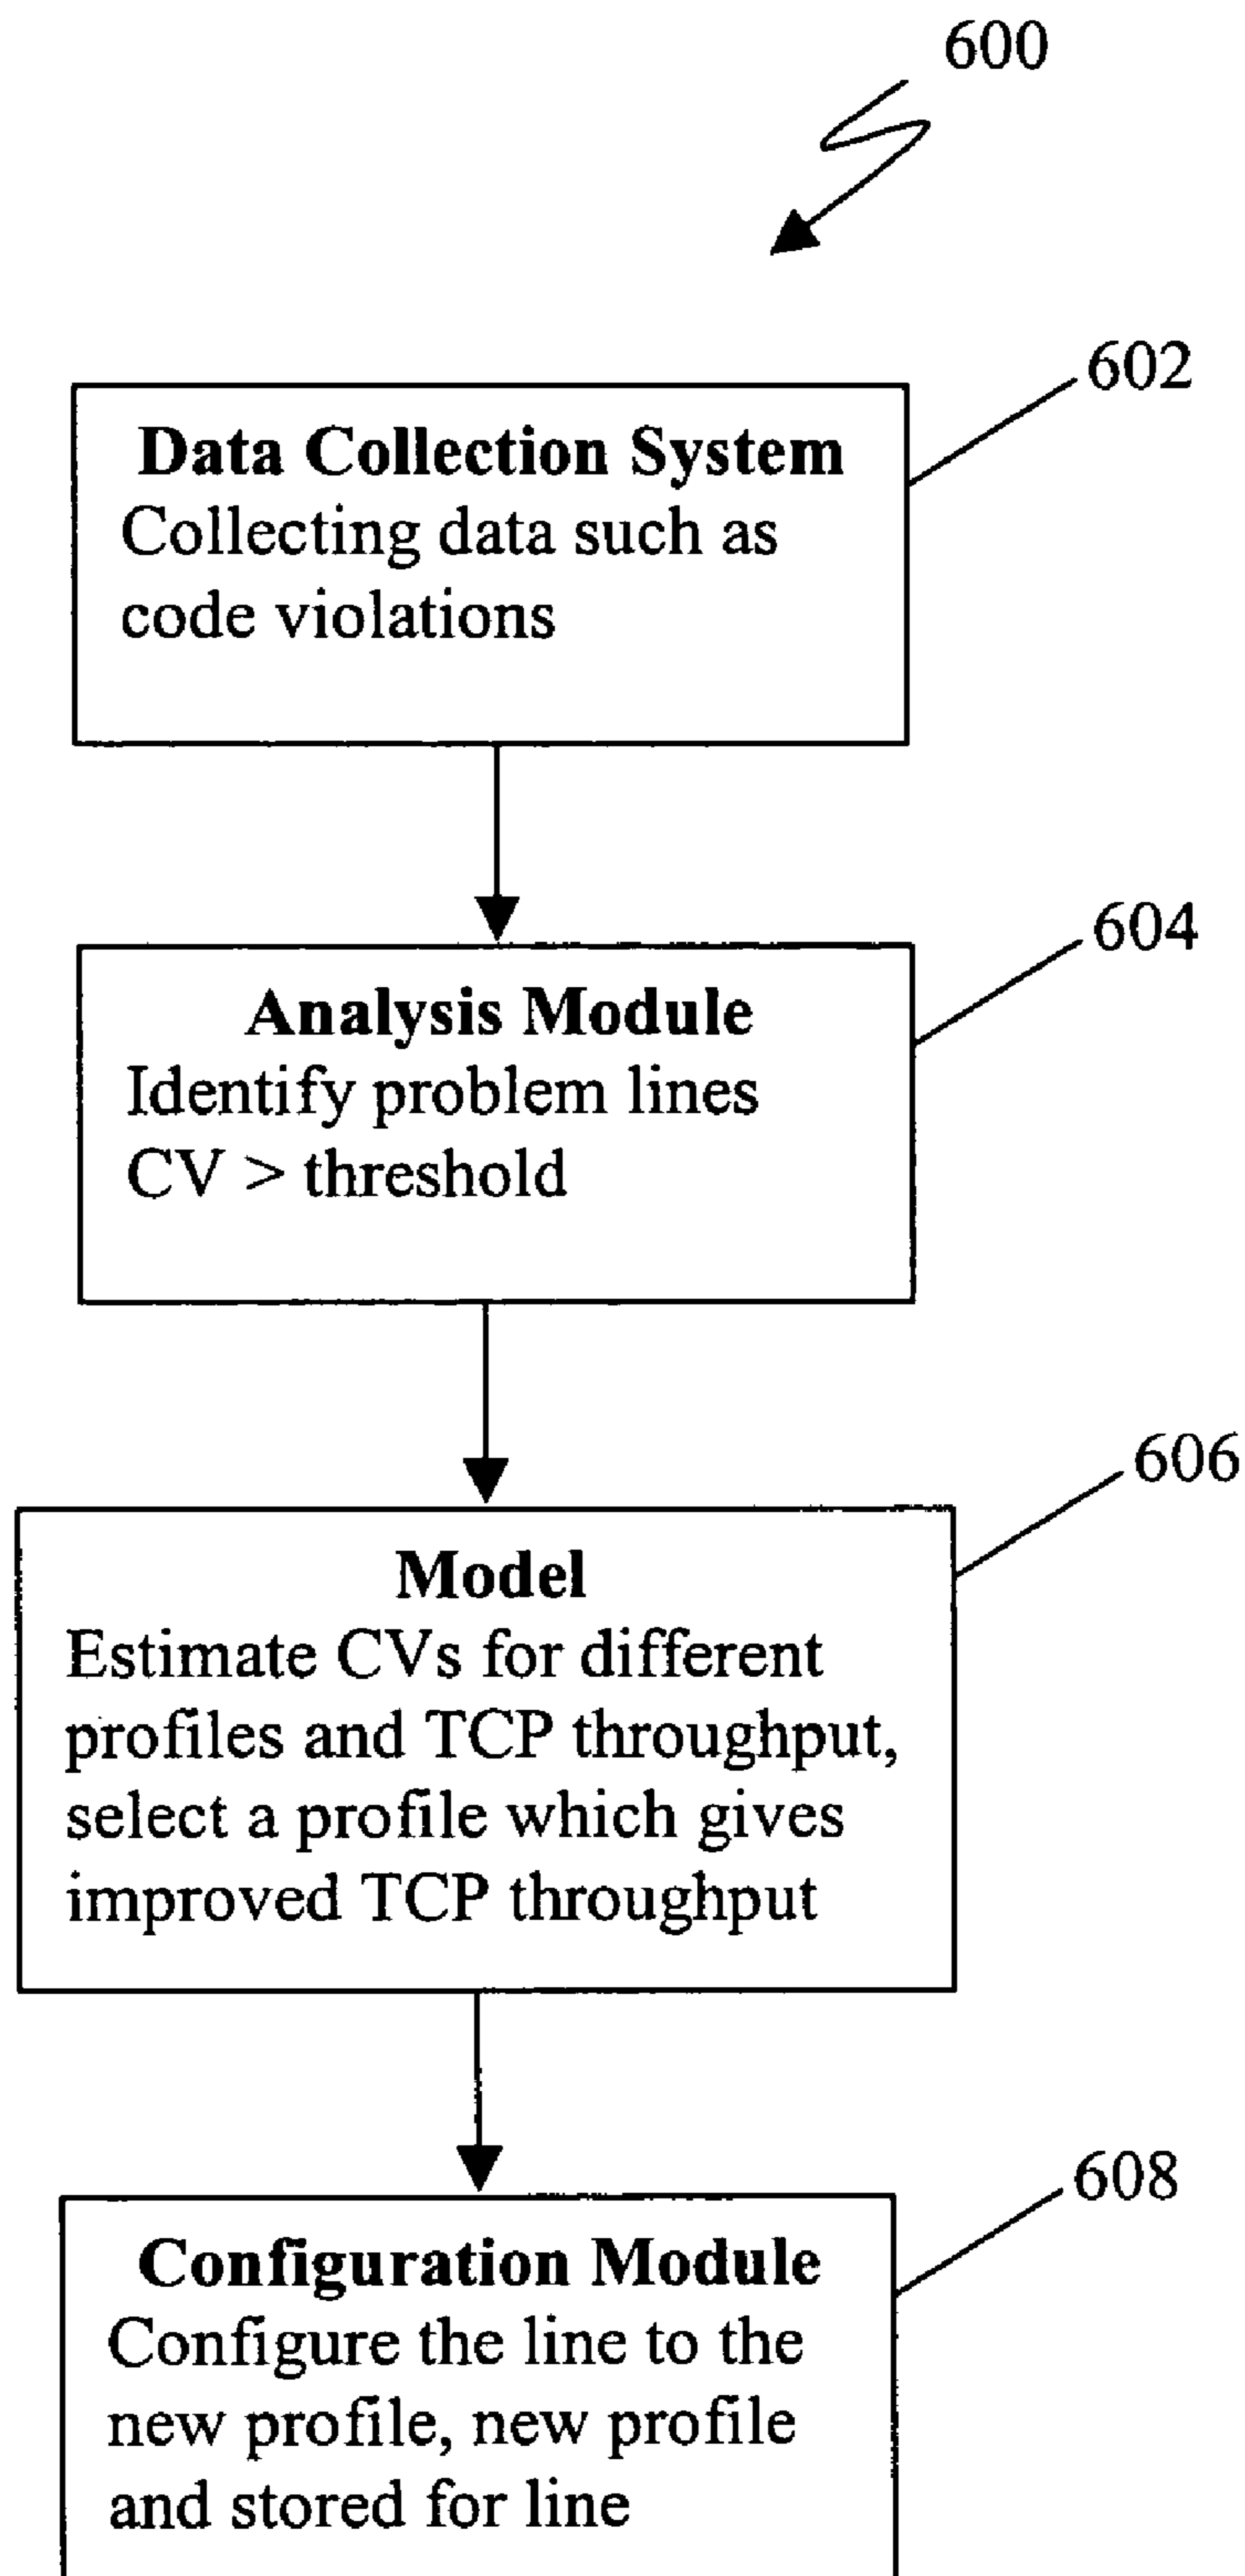 600
602
Data Collection System
Collecting data such as
code violations
604
Analysis Module
Identify problem lines
CV > threshold
606
Model
Estimate CVs for different
profiles and TCP throughput,
select a profile which gives
improved TCP throughput
608
Configuration Module
Configure the line to the
new profile, new profile
and stored for line